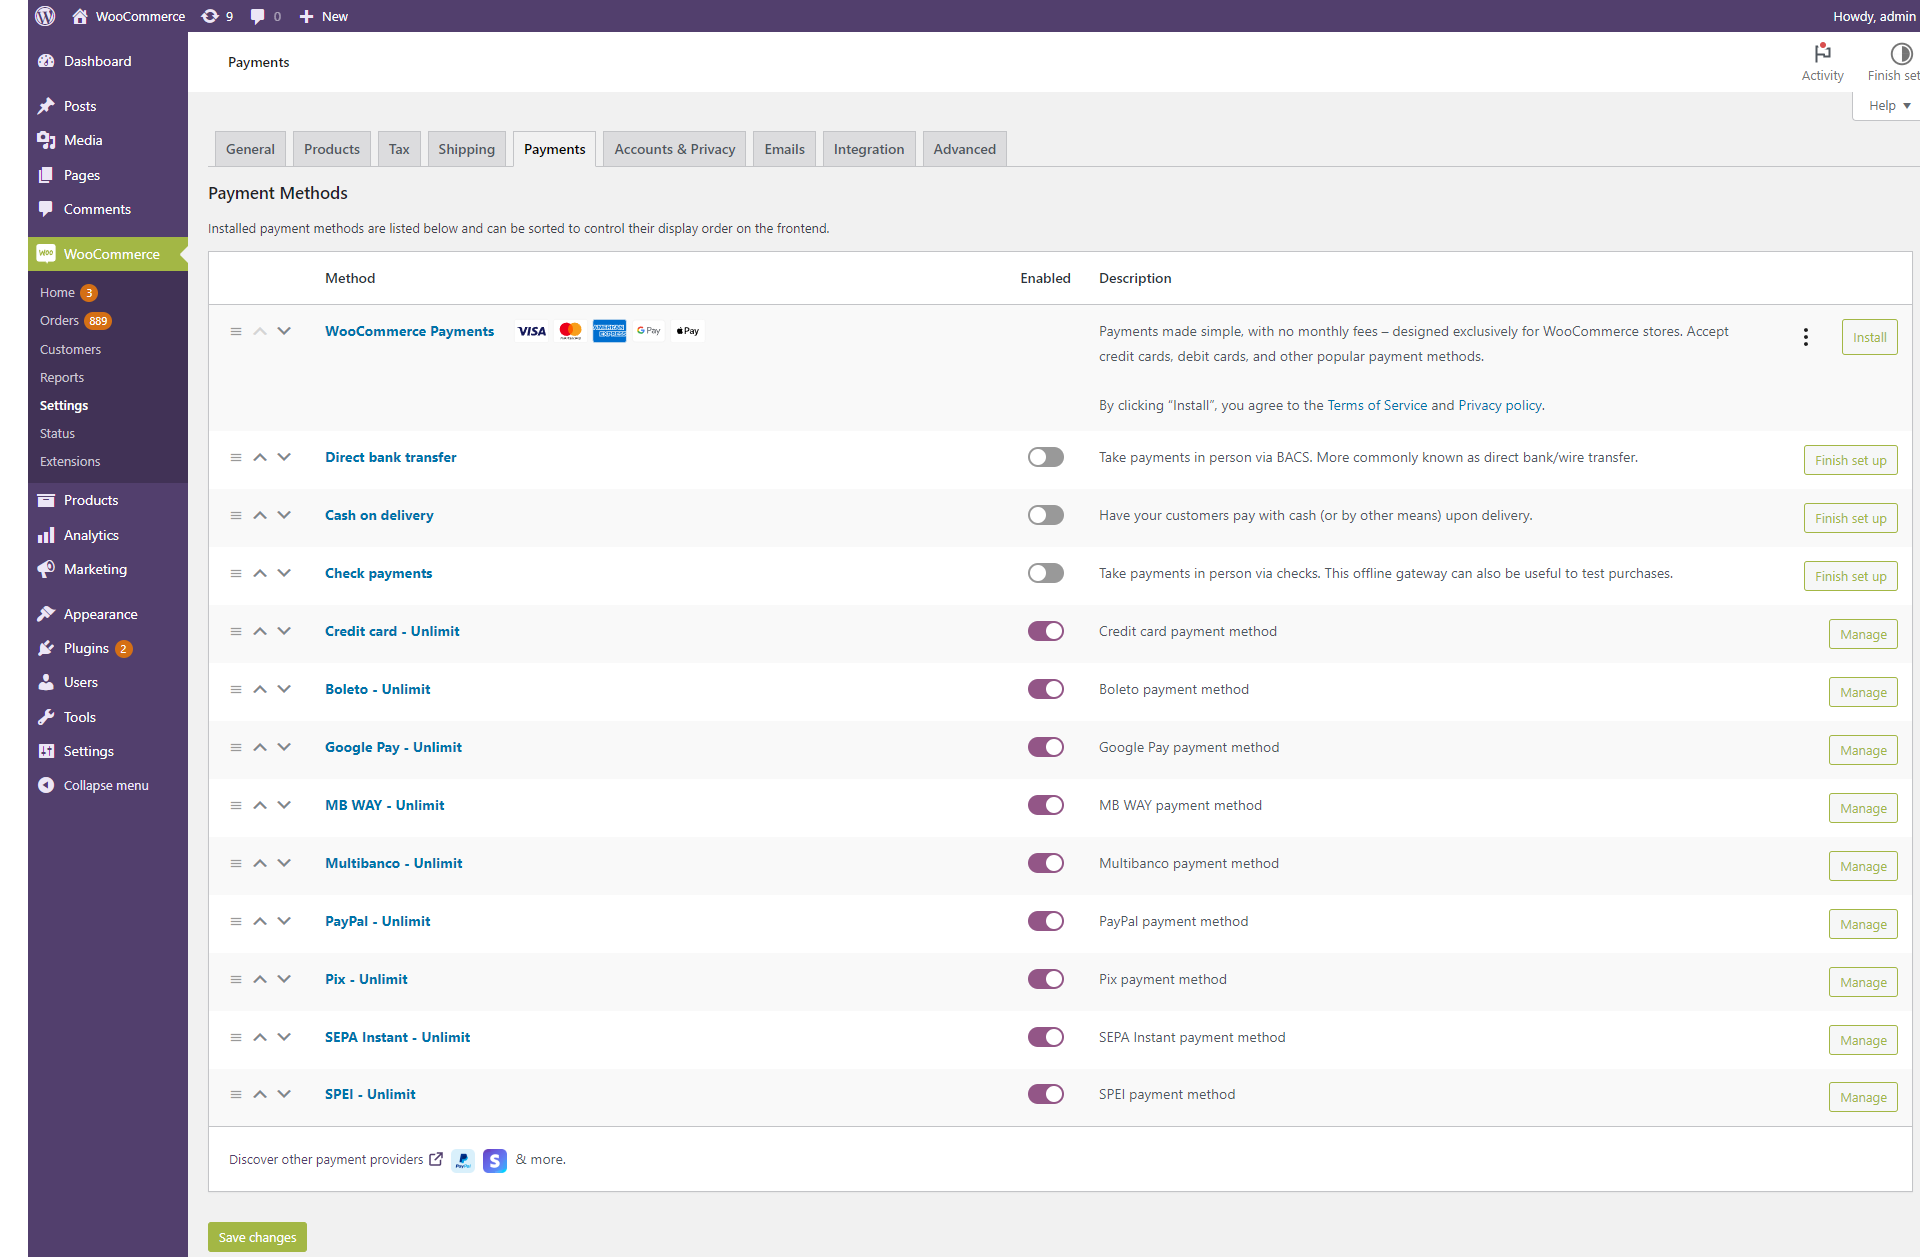 WooCommerce 9 0 New
Howdy, admin
Dashboard
Posts
Media
Pages
Comments
WooCommerce
Home 3
Orders 889
Customers
Reports
Settings
Status
Extensions
Products
Analytics
Marketing
Appearance
Plugins 2
Users
Tools
Settings
Collapse menu
Payments
Activity
Finish set
Help
General Products Tax Shipping Payments Accounts & Privacy Emails Integration Advanced
Payment Methods
Installed payment methods are listed below and can be sorted to control their display order on the frontend.
Method Enabled Description
WooCommerce Payments VISA AMERICAN EXPRESS G Pay Pay
Payments made simple, with no monthly fees – designed exclusively for WooCommerce stores. Accept
credit cards, debit cards, and other popular payment methods.
By clicking “Install”, you agree to the Terms of Service and Privacy policy.
Install
Direct bank transfer Take payments in person via BACS. More commonly known as direct bank/wire transfer. Finish set up
Cash on delivery Have your customers pay with cash (or by other means) upon delivery. Finish set up
Check payments Take payments in person via checks. This offline gateway can also be useful to test purchases. Finish set up
Credit card - Unlimit Credit card payment method Manage
Boleto - Unlimit Boleto payment method Manage
Google Pay - Unlimit Google Pay payment method Manage
MB WAY - Unlimit MB WAY payment method Manage
Multibanco - Unlimit Multibanco payment method Manage
PayPal - Unlimit PayPal payment method Manage
Pix - Unlimit Pix payment method Manage
SEPA Instant - Unlimit SEPA Instant payment method Manage
SPEI - Unlimit SPEI payment method Manage
Discover other payment providers PayPal S & more.
Save changes